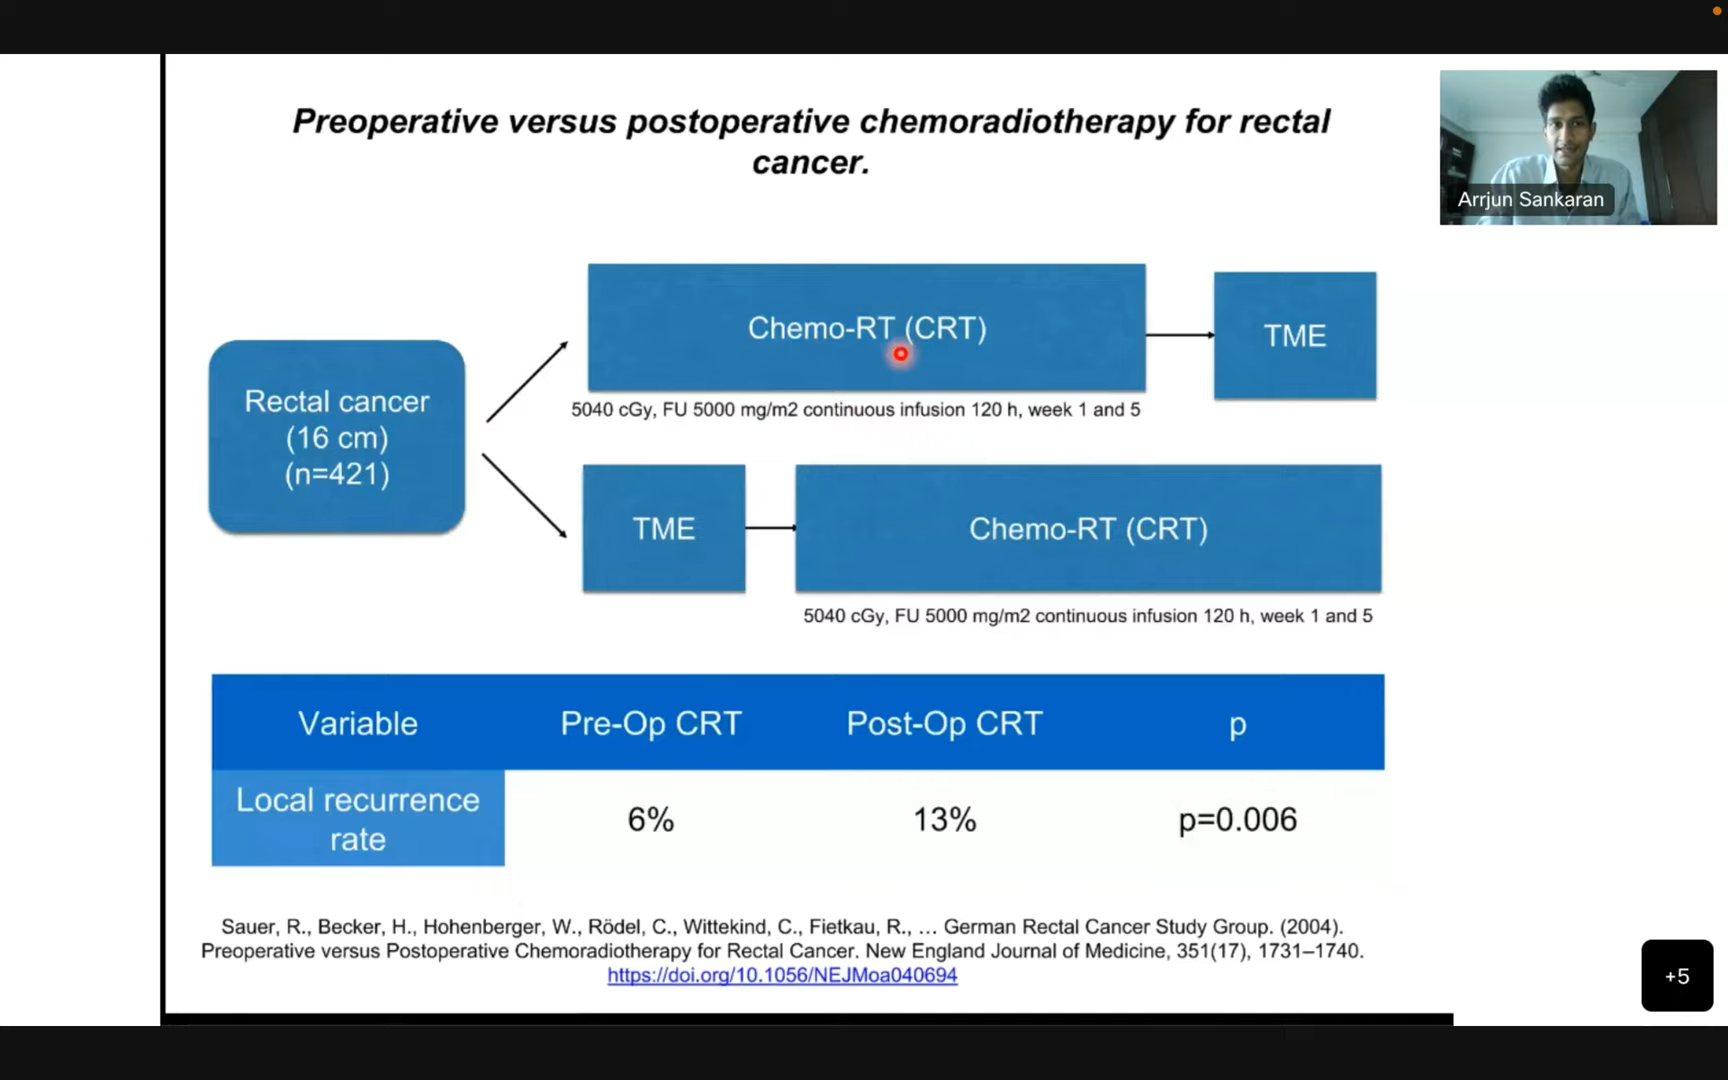 Preoperative versus postoperative chemoradiotherapy for rectal
cancer.
Arrjun Sankaran
Chemo-RT (CRT)
TME
5040 cGy, FU 5000 mg/m2 continuous infusion 120 h, week 1 and 5
Rectal cancer
(16 cm)
(n=421)
TME
Chemo-RT (CRT)
5040 cGy, FU 5000 mg/m2 continuous infusion 120 h, week 1 and 5
Variable Pre-Op CRT Post-Op CRT p
Local recurrence
rate
6% 13% p=0.006
Sauer, R., Becker, H., Hohenberger, W., Rödel, C., Wittekind, C., Fietkau, R., … German Rectal Cancer Study Group. (2004).
Preoperative versus Postoperative Chemoradiotherapy for Rectal Cancer. New England Journal of Medicine, 351(17), 1731–1740.
https://doi.org/10.1056/NEJMoa040694
+5